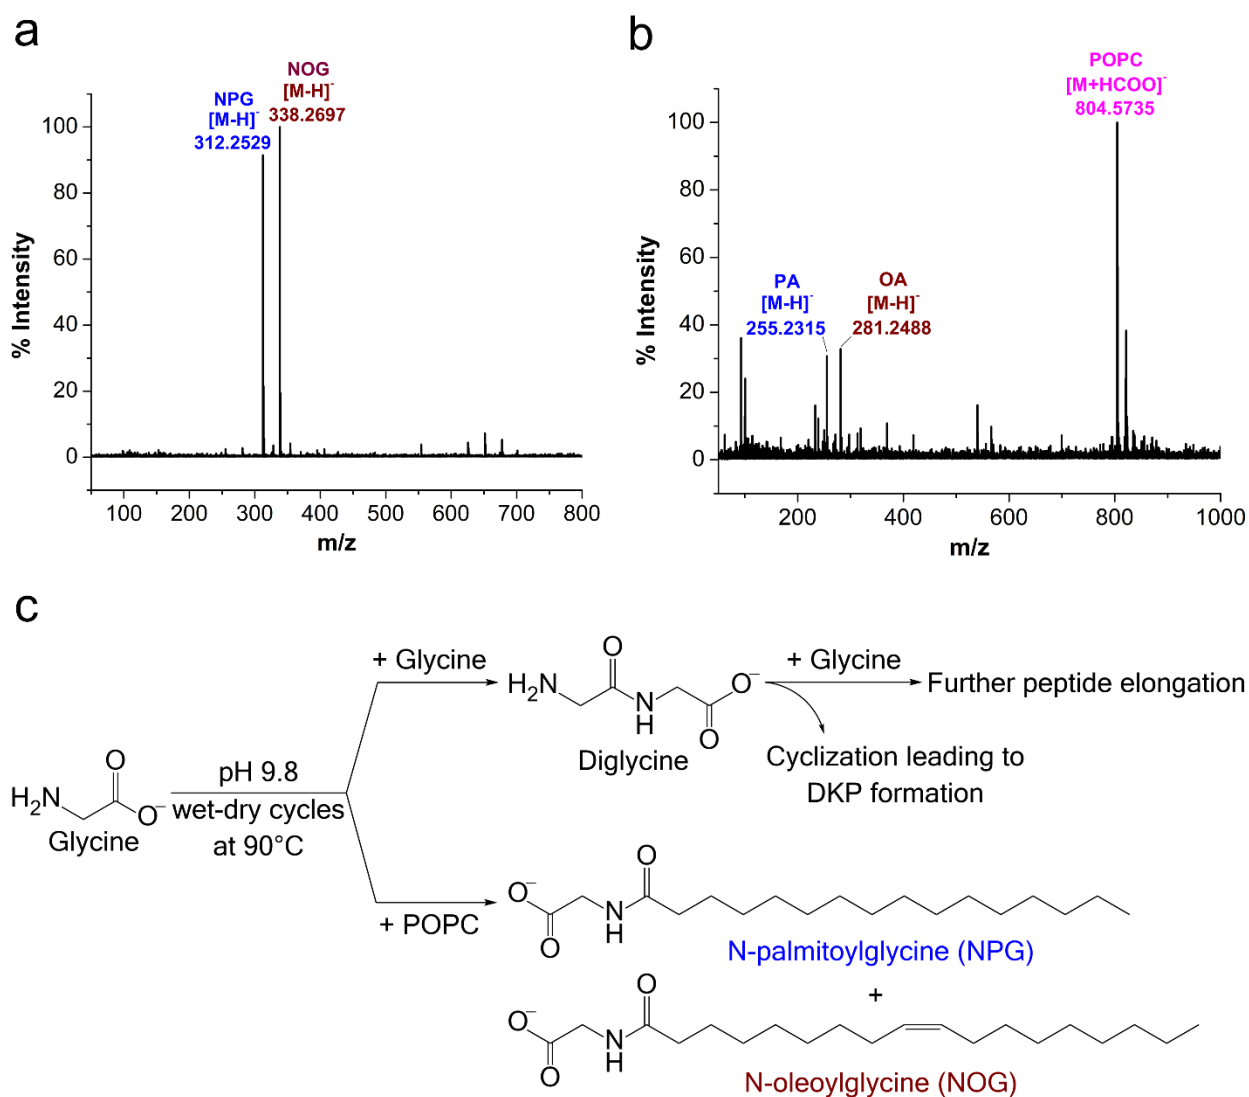 a
NOG
[M-H]⁻
338.2697
NPG
[M-H]⁻
312.2529
100
80
60
40
20
0
% Intensity
100 200 300 400 500 600 700 800
m/z
b
POPC
[M+HCOO]⁻
804.5735
PA
[M-H]⁻
255.2315
OA
[M-H]⁻
281.2488
100
80
60
40
20
0
% Intensity
200 400 600 800 1000
m/z
c
H₂N
O
O⁻
Glycine
pH 9.8
wet-dry cycles
at 90°C
+ Glycine
H₂N
O
N
H
O⁻
O
Diglycine
+ Glycine
Further peptide elongation
Cyclization leading to
DKP formation
+ POPC
O⁻
O
N
H
O
N-palmitoylglycine (NPG)
+
O⁻
O
N
H
O
N-oleoylglycine (NOG)